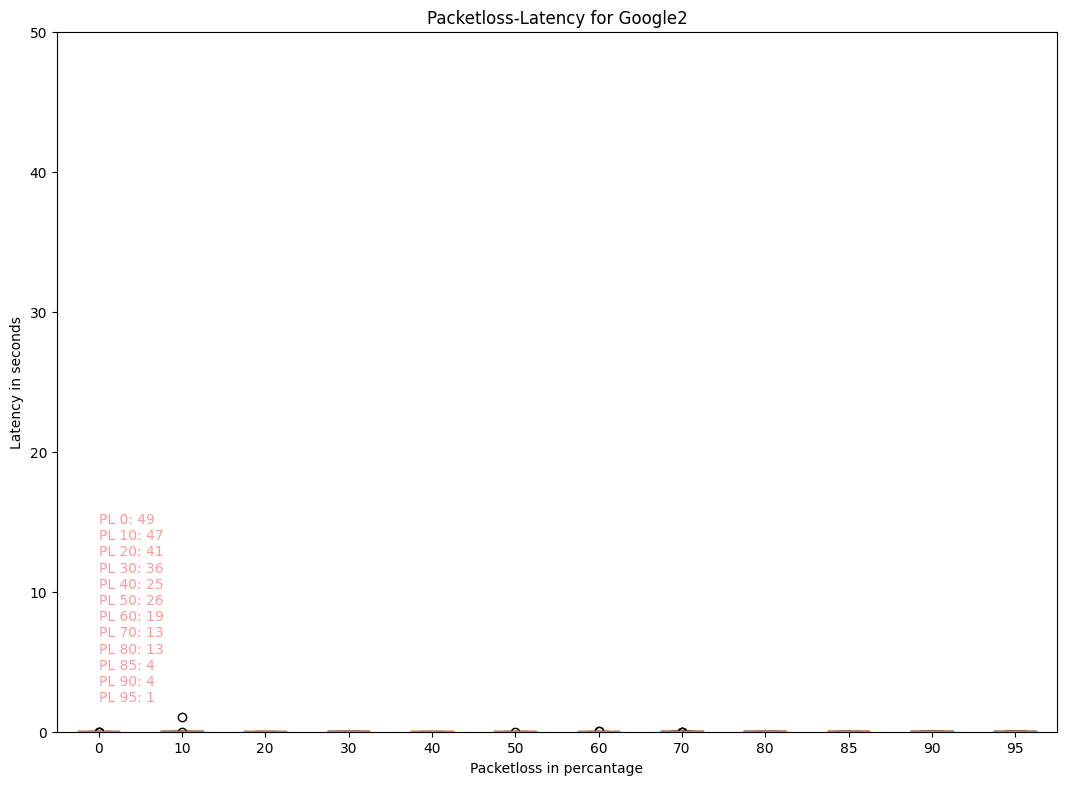 Packetloss-Latency for Google2
50
40
30
20
10
0
Latency in seconds
PL 0: 49
PL 10: 47
PL 20: 41
PL 30: 36
PL 40: 25
PL 50: 26
PL 60: 19
PL 70: 13
PL 80: 13
PL 85: 4
PL 90: 4
PL 95: 1
0 10 20 30 40 50 60 70 80 85 90 95
Packetloss in percantage